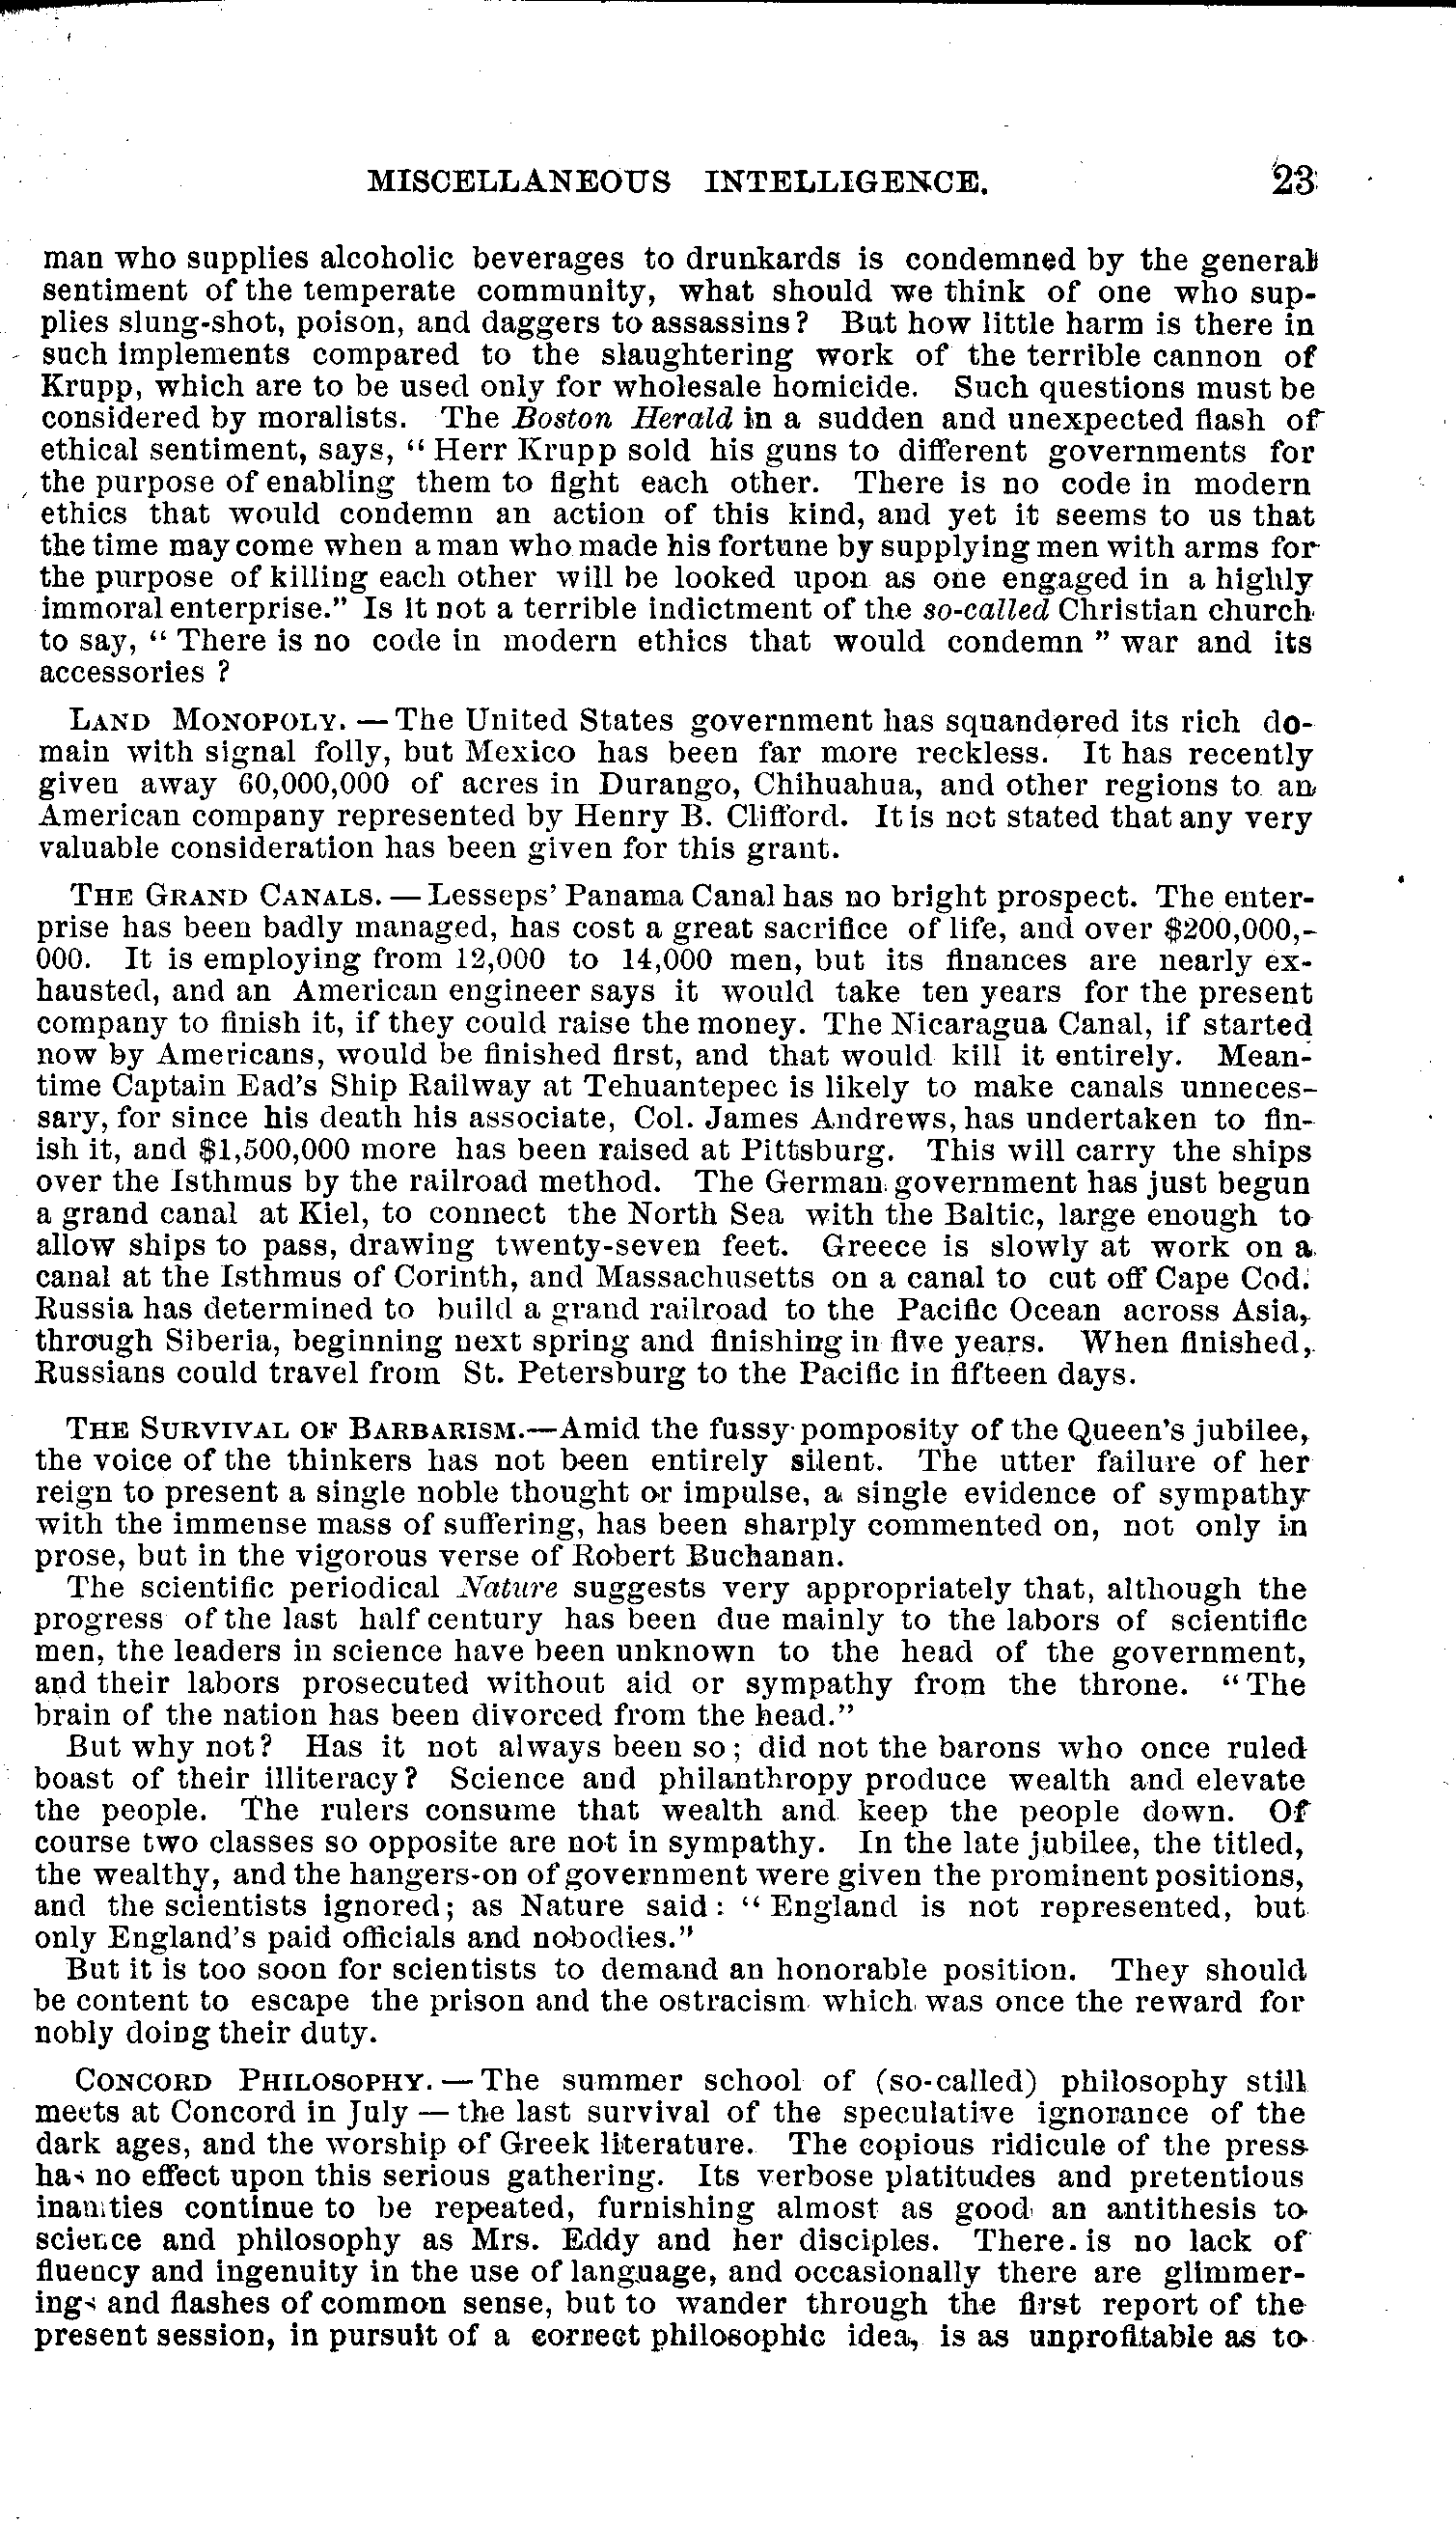 MISCELLANEOUS INTELLIGENCE. 23
man who supplies alcoholic beverages to drunkards is condemned by the general
sentiment of the temperate community, what should we think of one who sup-
plies slung-shot, poison, and daggers to assassins? But how little harm is there in
such implements compared to the slaughtering work of the terrible cannon of
Krupp, which are to be used only for wholesale homicide. Such questions must be
considered by moralists. The Boston Herald in a sudden and unexpected flash of
ethical sentiment, says, "Herr Krupp sold his guns to different governments for
the purpose of enabling them to fight each other. There is no code in modern
ethics that would condemn an action of this kind, and yet it seems to us that
the time may come when a man who made his fortune by supplying men with arms for
the purpose of killing each other will be looked upon as one engaged in a highly
immoral enterprise." Is it not a terrible indictment of the so-called Christian church
to say, "There is no code in modern ethics that would condemn" war and its
accessories?
LAND MONOPOLY. — The United States government has squandered its rich do-
main with signal folly, but Mexico has been far more reckless. It has recently
given away 60,000,000 of acres in Durango, Chihuahua, and other regions to an
American company represented by Henry B. Clifford. It is not stated that any very
valuable consideration has been given for this grant.
THE GRAND CANALS. — Lesseps' Panama Canal has no bright prospect. The enter-
prise has been badly managed, has cost a great sacrifice of life, and over $200,000,-
000. It is employing from 12,000 to 14,000 men, but its finances are nearly ex-
hausted, and an American engineer says it would take ten years for the present
company to finish it, if they could raise the money. The Nicaragua Canal, if started
now by Americans, would be finished first, and that would kill it entirely. Mean-
time Captain Ead's Ship Railway at Tehuantepec is likely to make canals unneces-
sary, for since his death his associate, Col. James Andrews, has undertaken to fin-
ish it, and $1,500,000 more has been raised at Pittsburg. This will carry the ships
over the Isthmus by the railroad method. The German government has just begun
a grand canal at Kiel, to connect the North Sea with the Baltic, large enough to
allow ships to pass, drawing twenty-seven feet. Greece is slowly at work on a
canal at the Isthmus of Corinth, and Massachusetts on a canal to cut off Cape Cod.
Russia has determined to build a grand railroad to the Pacific Ocean across Asia,
through Siberia, beginning next spring and finishing in five years. When finished,
Russians could travel from St. Petersburg to the Pacific in fifteen days.
THE SURVIVAL OF BARBARISM.—Amid the fussy pomposity of the Queen's jubilee,
the voice of the thinkers has not been entirely silent. The utter failure of her
reign to present a single noble thought or impulse, a single evidence of sympathy
with the immense mass of suffering, has been sharply commented on, not only in
prose, but in the vigorous verse of Robert Buchanan.
The scientific periodical Nature suggests very appropriately that, although the
progress of the last half century has been due mainly to the labors of scientific
men, the leaders in science have been unknown to the head of the government,
and their labors prosecuted without aid or sympathy from the throne. "The
brain of the nation has been divorced from the head."
But why not? Has it not always been so; did not the barons who once ruled
boast of their illiteracy? Science and philanthropy produce wealth and elevate
the people. The rulers consume that wealth and keep the people down. Of
course two classes so opposite are not in sympathy. In the late jubilee, the titled,
the wealthy, and the hangers-on of government were given the prominent positions,
and the scientists ignored; as Nature said: "England is not represented, but
only England's paid officials and nobodies."
But it is too soon for scientists to demand an honorable position. They should
be content to escape the prison and the ostracism which was once the reward for
nobly doing their duty.
CONCORD PHILOSOPHY. — The summer school of (so-called) philosophy still
meets at Concord in July — the last survival of the speculative ignorance of the
dark ages, and the worship of Greek literature. The copious ridicule of the press
has no effect upon this serious gathering. Its verbose platitudes and pretentious
inanities continue to be repeated, furnishing almost as good an antithesis to
science and philosophy as Mrs. Eddy and her disciples. There is no lack of
fluency and ingenuity in the use of language, and occasionally there are glimmer-
ings and flashes of common sense, but to wander through the first report of the
present session, in pursuit of a correct philosophic idea, is as unprofitable as to